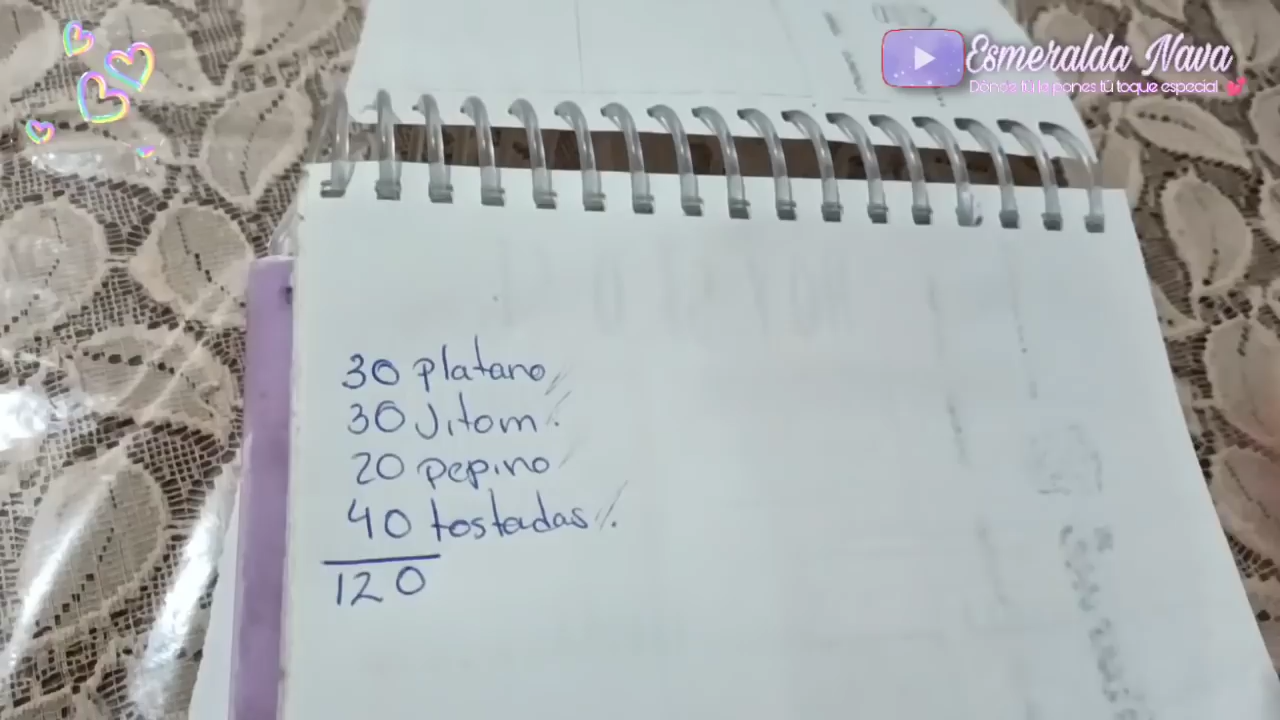 Esmeralda Nava
Dónde tú le pones tú toque especial
30 platano
30 Jitom.
20 pepino
40 tostadas
120